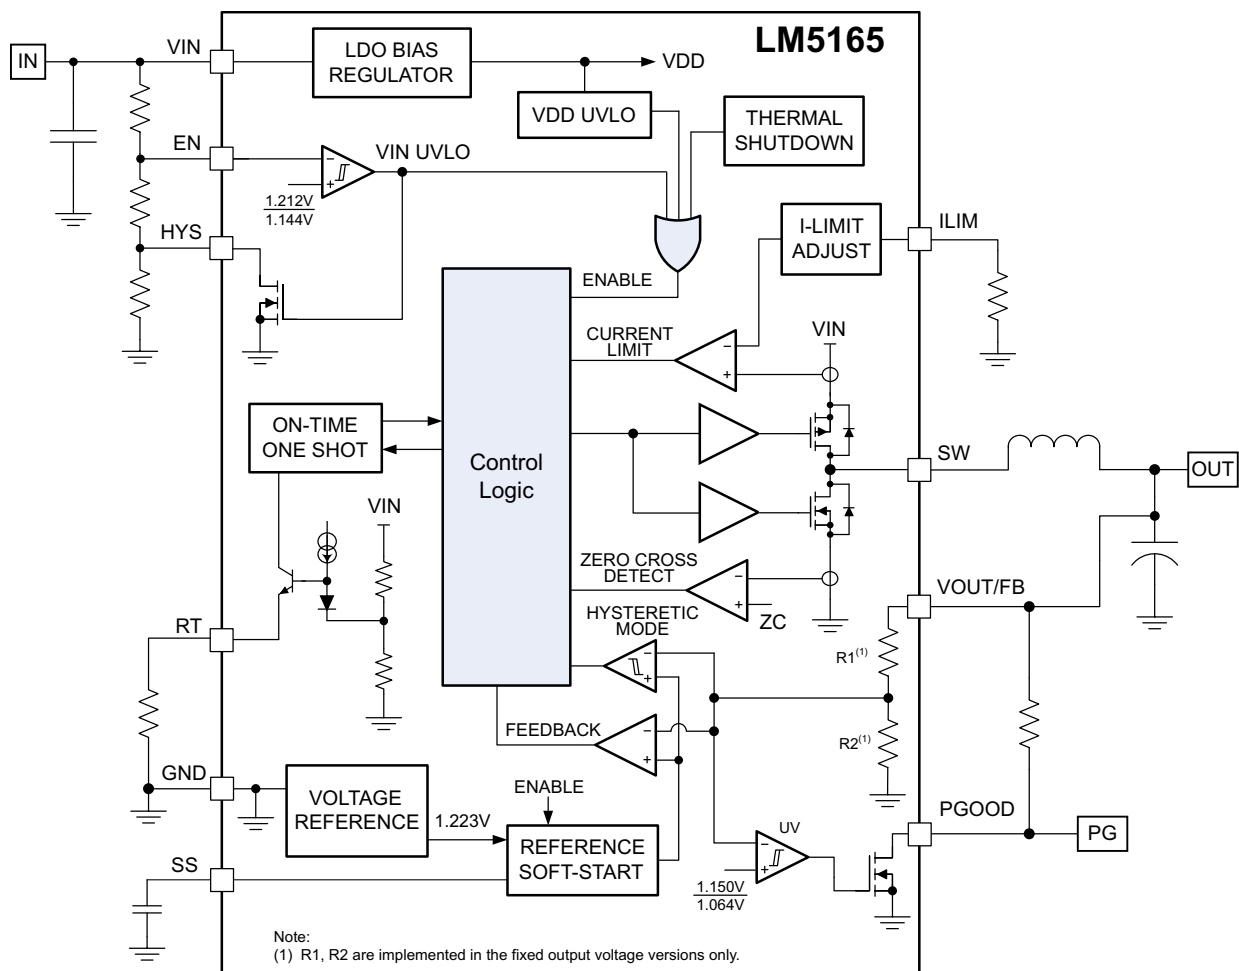 LM5165
IN
VIN
LDO BIAS
REGULATOR
VDD
VDD UVLO
THERMAL
SHUTDOWN
EN
VIN UVLO
1.212V
1.144V
HYS
I-LIMIT
ADJUST
ILIM
ENABLE
CURRENT
LIMIT
VIN
ON-TIME
ONE SHOT
Control
Logic
SW
OUT
VIN
ZERO CROSS
DETECT
ZC
VOUT/FB
HYSTERETIC
MODE
RT
R1(1)
FEEDBACK
R2(1)
GND
VOLTAGE
REFERENCE
1.223V
ENABLE
REFERENCE
SOFT-START
UV
PGOOD
PG
SS
1.150V
1.064V
Note:
(1) R1, R2 are implemented in the fixed output voltage versions only.